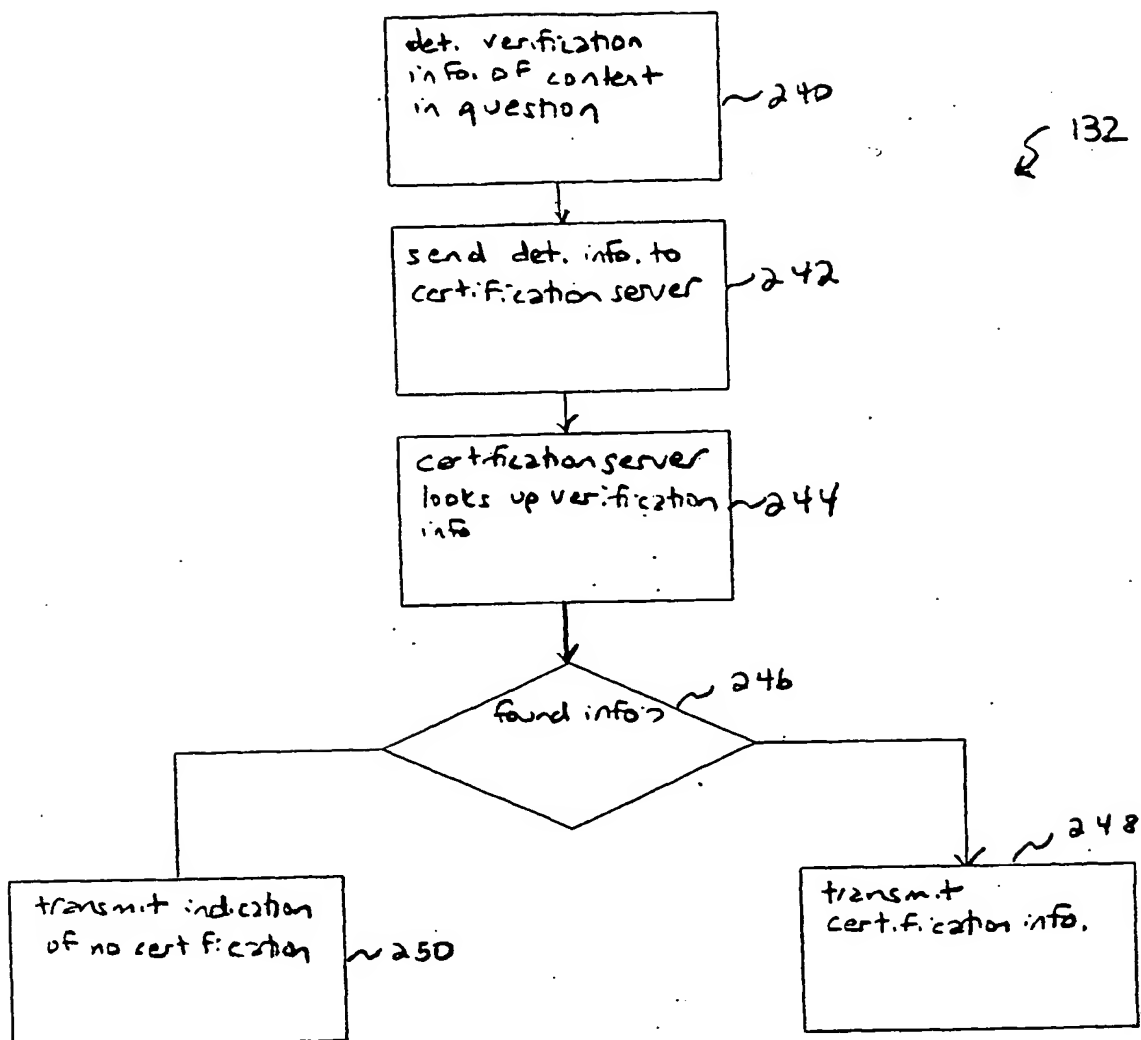 det. verification
info. of content
in question
240
132
send det. info. to
certification server
242
certification server
looks up verification
info
244
found info?
246
transmit indication
of no certification
250
248
transmit
certification info.